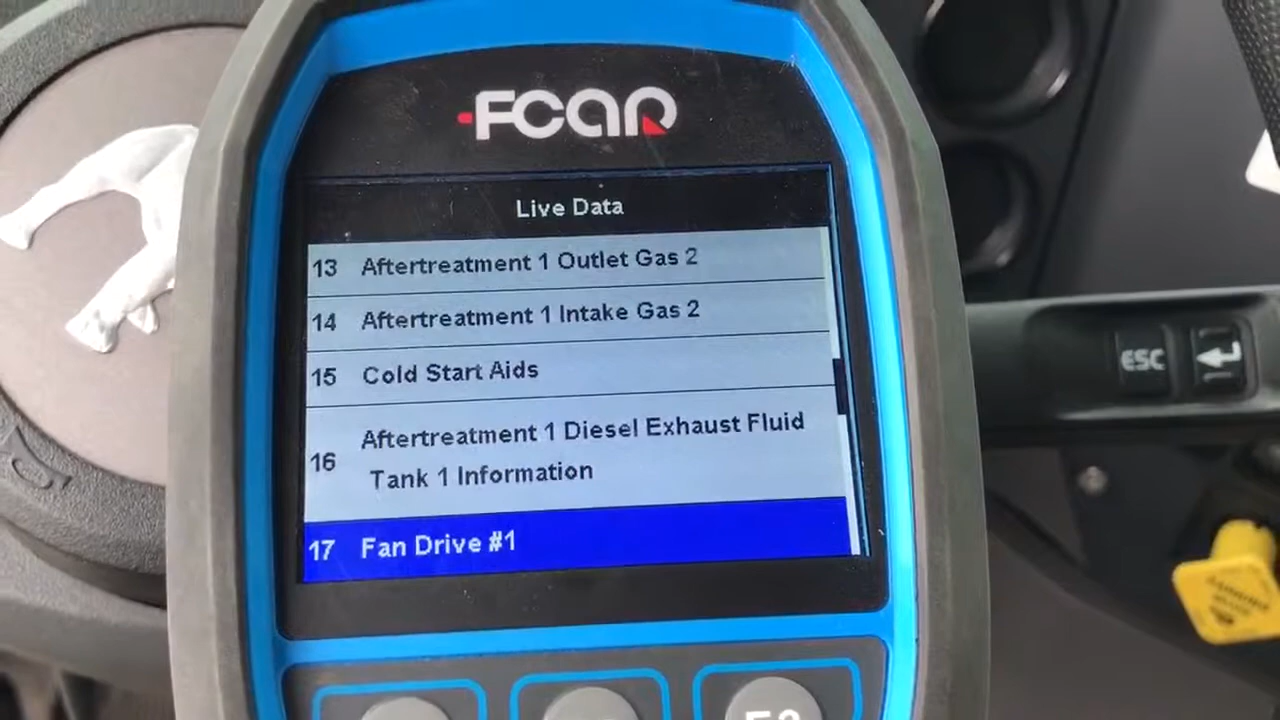 FCAR
Live Data
13 Aftertreatment 1 Outlet Gas 2
14 Aftertreatment 1 Intake Gas 2
15 Cold Start Aids
16 Aftertreatment 1 Diesel Exhaust Fluid
Tank 1 Information
17 Fan Drive #1
ESC